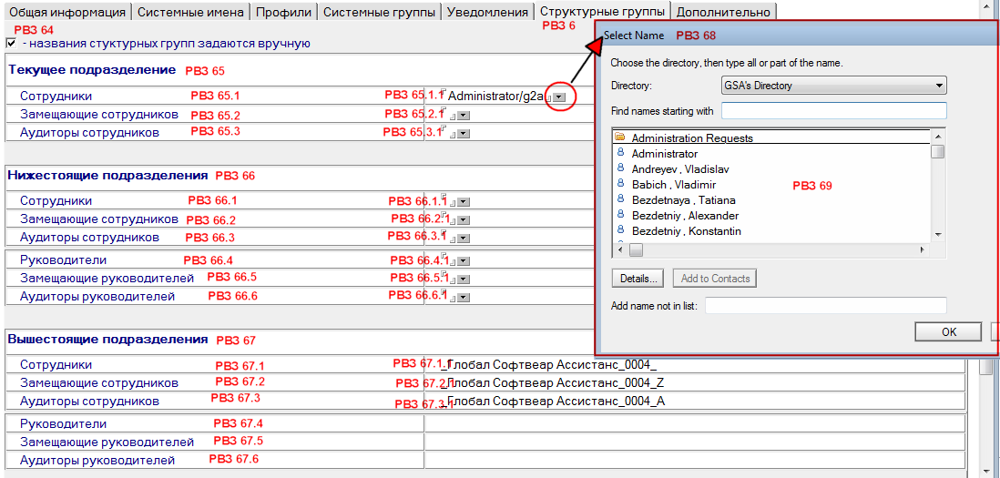 Общая информация Системные имена Профили Системные группы Уведомления Структурные группы Дополнительно
РВЗ 64 РВЗ 6
- названия стуктурных групп задаются вручную
Select Name РВЗ 68
Choose the directory, then type all or part of the name.
Directory: GSA's Directory
Find names starting with
Administration Requests
Administrator
Andreyev, Vladislav
Babich , Vladimir
РВЗ 69
Bezdetnaya , Tatiana
Bezdetniy , Alexander
Bezdetniy , Konstantin
Details... Add to Contacts
Add name not in list:
OK
Текущее подразделение РВЗ 65
Сотрудники РВЗ 65.1 РВЗ 65.1.1 Administrator/g2a
Замещающие сотрудников РВЗ 65.2 РВЗ 65.2.1
Аудиторы сотрудников РВЗ 65.3 РВЗ 65.3.1
Нижестоящие подразделения РВЗ 66
Сотрудники РВЗ 66.1 РВЗ 66.1.1
Замещающие сотрудников РВЗ 66.2 РВЗ 66.2.1
Аудиторы сотрудников РВЗ 66.3 РВЗ 66.3.1
Руководители РВЗ 66.4 РВЗ 66.4.1
Замещающие руководителей РВЗ 66.5 РВЗ 66.5.1
Аудиторы руководителей РВЗ 66.6 РВЗ 66.6.1
Вышестоящие подразделения РВЗ 67
Сотрудники РВЗ 67.1 РВЗ 67.1.1 _Глобал Софтвеар Ассистанс_0004_
Замещающие сотрудников РВЗ 67.2 РВЗ 67.2.1 _Глобал Софтвеар Ассистанс_0004_Z
Аудиторы сотрудников РВЗ 67.3 РВЗ 67.3.1 _Глобал Софтвеар Ассистанс_0004_A
Руководители РВЗ 67.4
Замещающие руководителей РВЗ 67.5
Аудиторы руководителей РВЗ 67.6